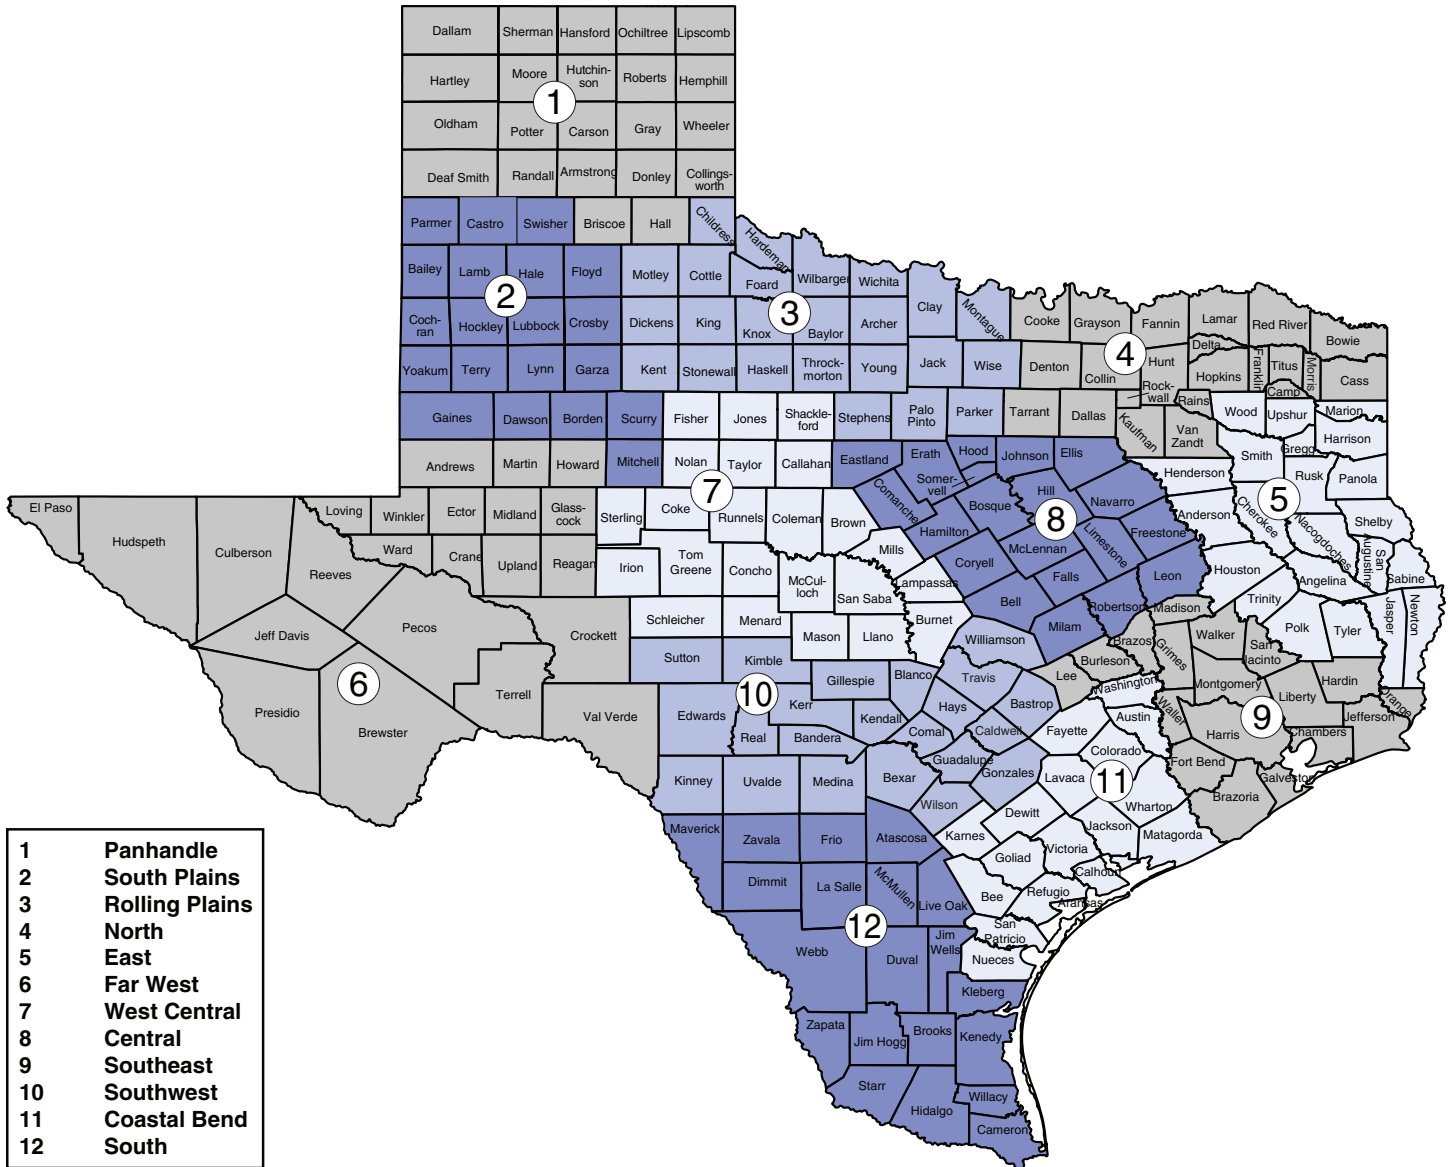 Dallam Sherman Hansford Ochiltree Lipscomb
Hartley Moore Hutchin- Roberts Hemphill
son
1
Oldham Potter Carson Gray Wheeler
Deaf Smith Randall Armstrong Donley Collings-
worth
Parmer Castro Swisher Briscoe Hall Childress Hardeman
Bailey Lamb Hale Floyd Motley Cottle Foard Wilbarger Wichita
2
3
Clay Montague Cooke Grayson Fannin Lamar Red River Bowie
Coch-
ran
Hockley Lubbock Crosby Dickens King Knox Baylor Archer
4
Delta
Yoakum Terry Lynn Garza Kent Stonewall Haskell Throck-
morton
Young Jack Wise Denton Collin Hunt Hopkins Franklin Titus Morris Cass
Rock-
wall
Rains Camp
Gaines Dawson Borden Scurry Fisher Jones Shackle-
ford
Stephens Palo
Pinto
Parker Tarrant Dallas Kaufman Van
Zandt
Wood Upshur Marion
Gregg Harrison
Andrews Martin Howard Mitchell Nolan Taylor Callahan Eastland Erath Hood Johnson Ellis Henderson Smith Rusk Panola
7
Somer-
vell
5
El Paso Hudspeth Culberson Loving Winkler Ector Midland Glass-
cock
Sterling Coke Runnels Coleman Brown Comanche Bosque Hill Navarro Anderson Cherokee Nacogdoches Shelby
8
Reeves Ward Crane Upland Reagan Irion Tom
Greene
Concho McCul-
loch
Mills Hamilton McLennan Limestone Freestone San
Augustine
Sabine
San Saba Lampassas Coryell Falls Leon Houston Angelina
Jeff Davis Pecos Crockett Schleicher Menard Mason Llano Burnet Bell Milam Robertson Madison Trinity Polk Tyler Jasper Newton
Sutton Kimble Williamson Brazos Grimes Walker San
Jacinto
6
10
Gillespie Blanco Travis Burleson Lee Washington Montgomery Liberty Hardin Orange
Presidio Brewster Terrell Val Verde Edwards Real Kerr Kendall Hays Bastrop Austin Waller Harris Jefferson
9
Bandera Comal Caldwell Fayette Colorado Chambers
Kinney Uvalde Medina Bexar Guadalupe Gonzales Lavaca Fort Bend Galveston
11
Wilson Wharton Brazoria
Maverick Zavala Frio Atascosa Karnes Dewitt Jackson Matagorda
Goliad Victoria
Dimmit La Salle McMullen Live Oak Bee Refugio Calhoun
Aransas
12
Webb Duval Jim
Wells
San
Patricio
Nueces
Kleberg
Zapata Jim Hogg Brooks Kenedy
Starr Hidalgo Willacy
Cameron
1 Panhandle
2 South Plains
3 Rolling Plains
4 North
5 East
6 Far West
7 West Central
8 Central
9 Southeast
10 Southwest
11 Coastal Bend
12 South